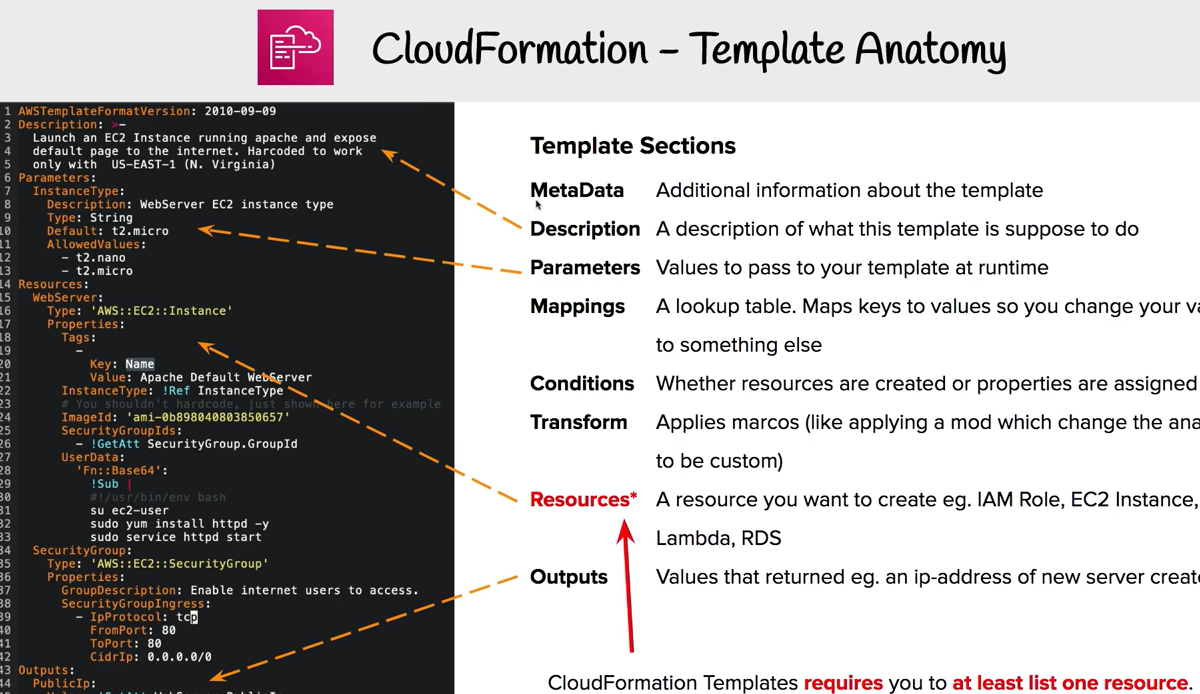 CloudFormation - Template Anatomy
1 AWSTemplateFormatVersion: 2010-09-09
2 Description: >-
3 Launch an EC2 Instance running apache and expose
4 default page to the internet. Harcoded to work
5 only with US-EAST-1 (N. Virginia)
6 Parameters:
7 InstanceType:
8 Description: WebServer EC2 instance type
9 Type: String
10 Default: t2.micro
11 AllowedValues:
12 - t2.nano
13 - t2.micro
14 Resources:
15 WebServer:
16 Type: 'AWS::EC2::Instance'
17 Properties:
18 Tags:
19 -
20 Key: Name
21 Value: Apache Default WebServer
22 InstanceType: !Ref InstanceType
23 # You shouldn't hardcode, just shown here for example
24 ImageId: 'ami-0b898040803850657'
25 SecurityGroupIds:
26 - !GetAtt SecurityGroup.GroupId
27 UserData:
28 'Fn::Base64':
29 !Sub |
30 #!/usr/bin/env bash
31 su ec2-user
32 sudo yum install httpd -y
33 sudo service httpd start
34 SecurityGroup:
35 Type: 'AWS::EC2::SecurityGroup'
36 Properties:
37 GroupDescription: Enable internet users to access.
38 SecurityGroupIngress:
39 - IpProtocol: tcp
40 FromPort: 80
41 ToPort: 80
42 CidrIp: 0.0.0.0/0
43 Outputs:
44 PublicIp:
Template Sections
MetaData Additional information about the template
Description A description of what this template is suppose to do
Parameters Values to pass to your template at runtime
Mappings A lookup table. Maps keys to values so you change your
to something else
Conditions Whether resources are created or properties are assigned
Transform Applies marcos (like applying a mod which change the
to be custom)
Resources* A resource you want to create eg. IAM Role, EC2 Instance,
Lambda, RDS
Outputs Values that returned eg. an ip-address of new server
CloudFormation Templates requires you to at least list one resource.